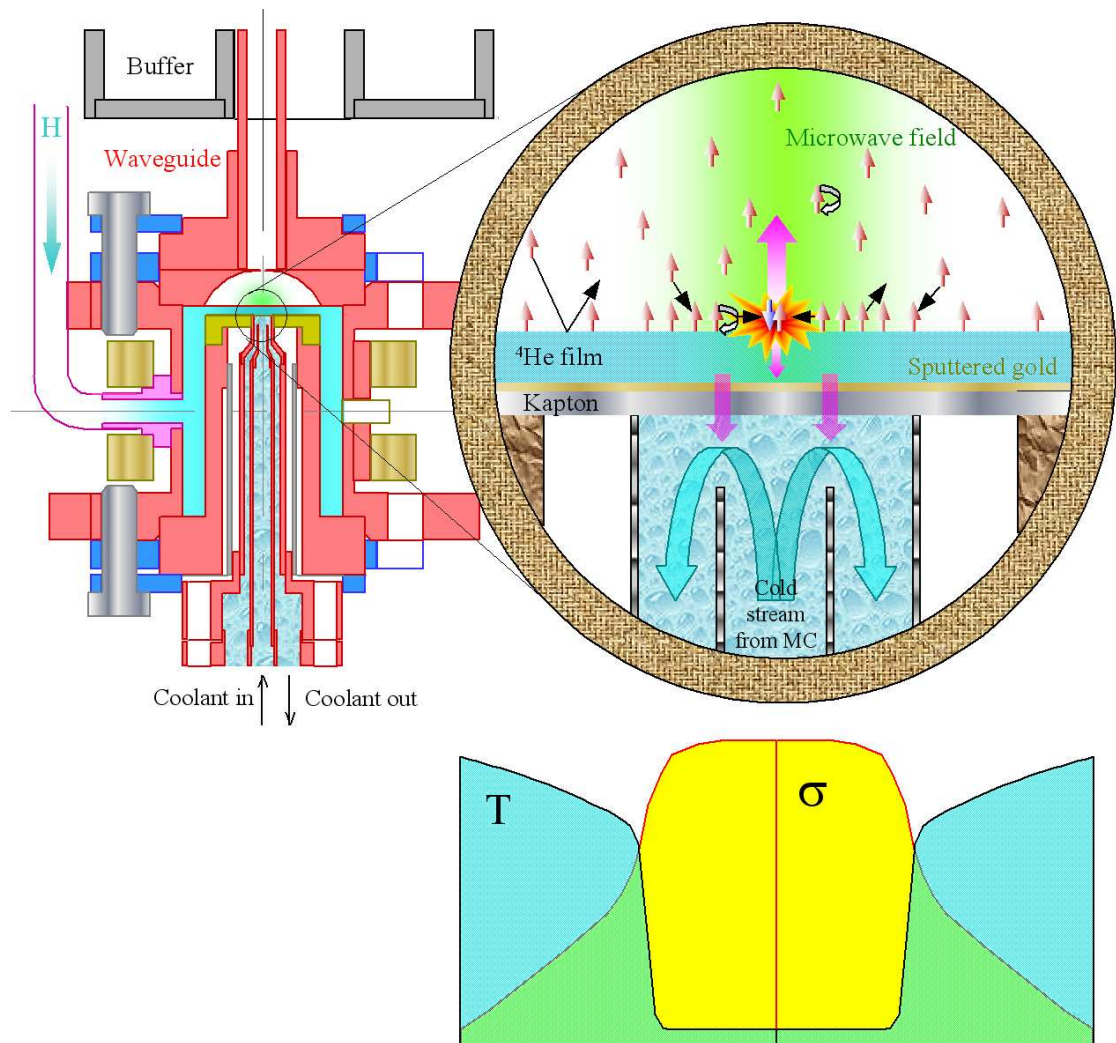 Buffer
H
Waveguide
Microwave field
⁴He film
Sputtered gold
Kapton
Cold
stream
from MC
Coolant in
Coolant out
T
σ